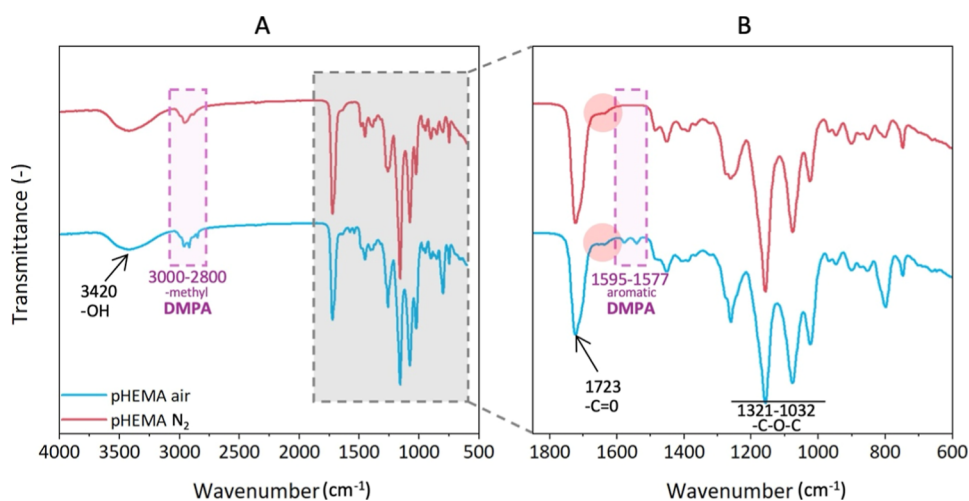 A
B
Transmittance (-)
3420
-OH
3000-2800
-methyl
DMPA
1595-1577
aromatic
DMPA
1723
-C=0
1321-1032
-C-O-C
pHEMA air
pHEMA N₂
4000 3500 3000 2500 2000 1500 1000 500
1800 1600 1400 1200 1000 800 600
Wavenumber (cm⁻¹)
Wavenumber (cm⁻¹)